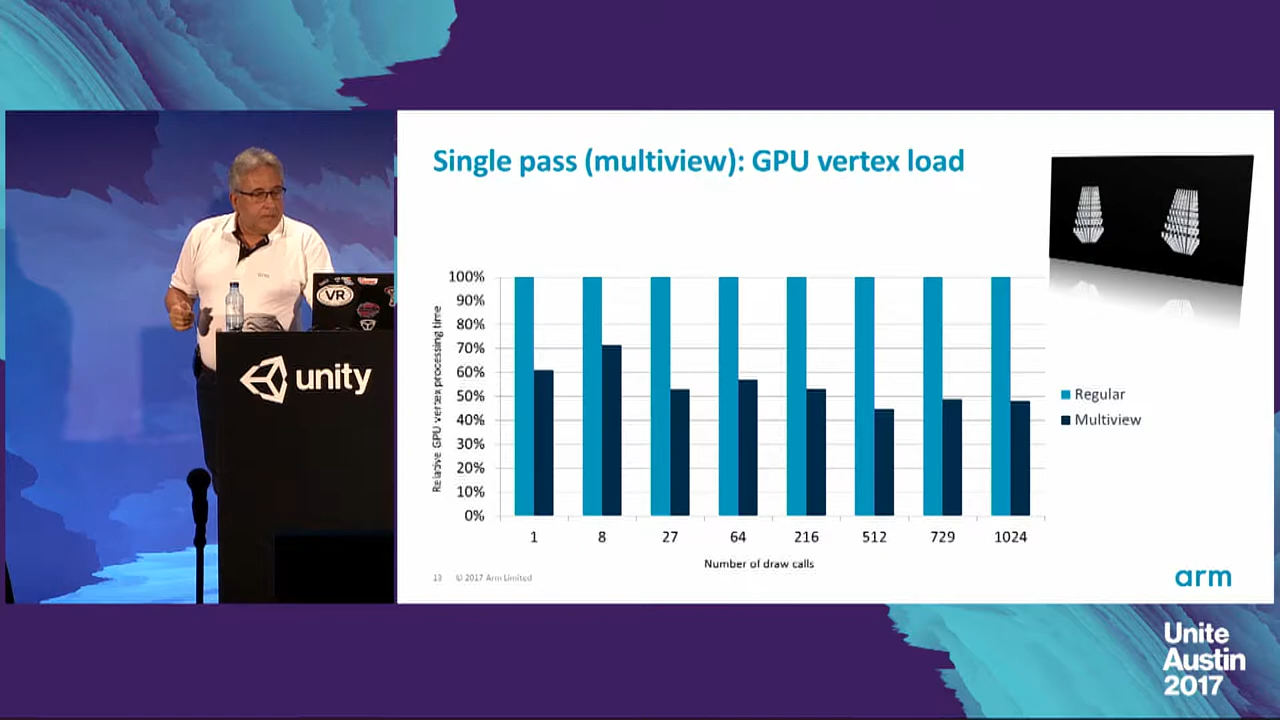 Single pass (multiview): GPU vertex load
VR
unity
Relative GPU vertex processing time
100%
90%
80%
70%
60%
50%
40%
30%
20%
10%
0%
1 8 27 64 216 512 729 1024
Number of draw calls
Regular
Multiview
13 © 2017 Arm Limited
arm
Unite
Austin
2017